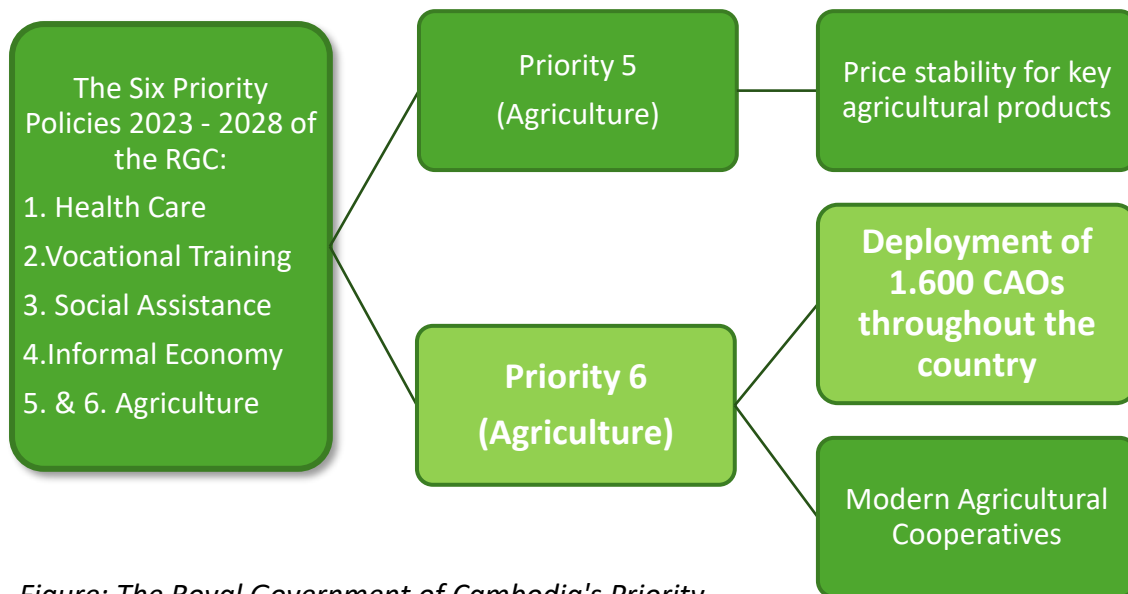 The Six Priority
Policies 2023 - 2028 of
the RGC:
1. Health Care
2.Vocational Training
3. Social Assistance
4.Informal Economy
5. & 6. Agriculture
Priority 5
(Agriculture)
Price stability for key
agricultural products
Priority 6
(Agriculture)
Deployment of
1.600 CAOs
throughout the
country
Modern Agricultural
Cooperatives
Figure: The Royal Government of Cambodia's Priority